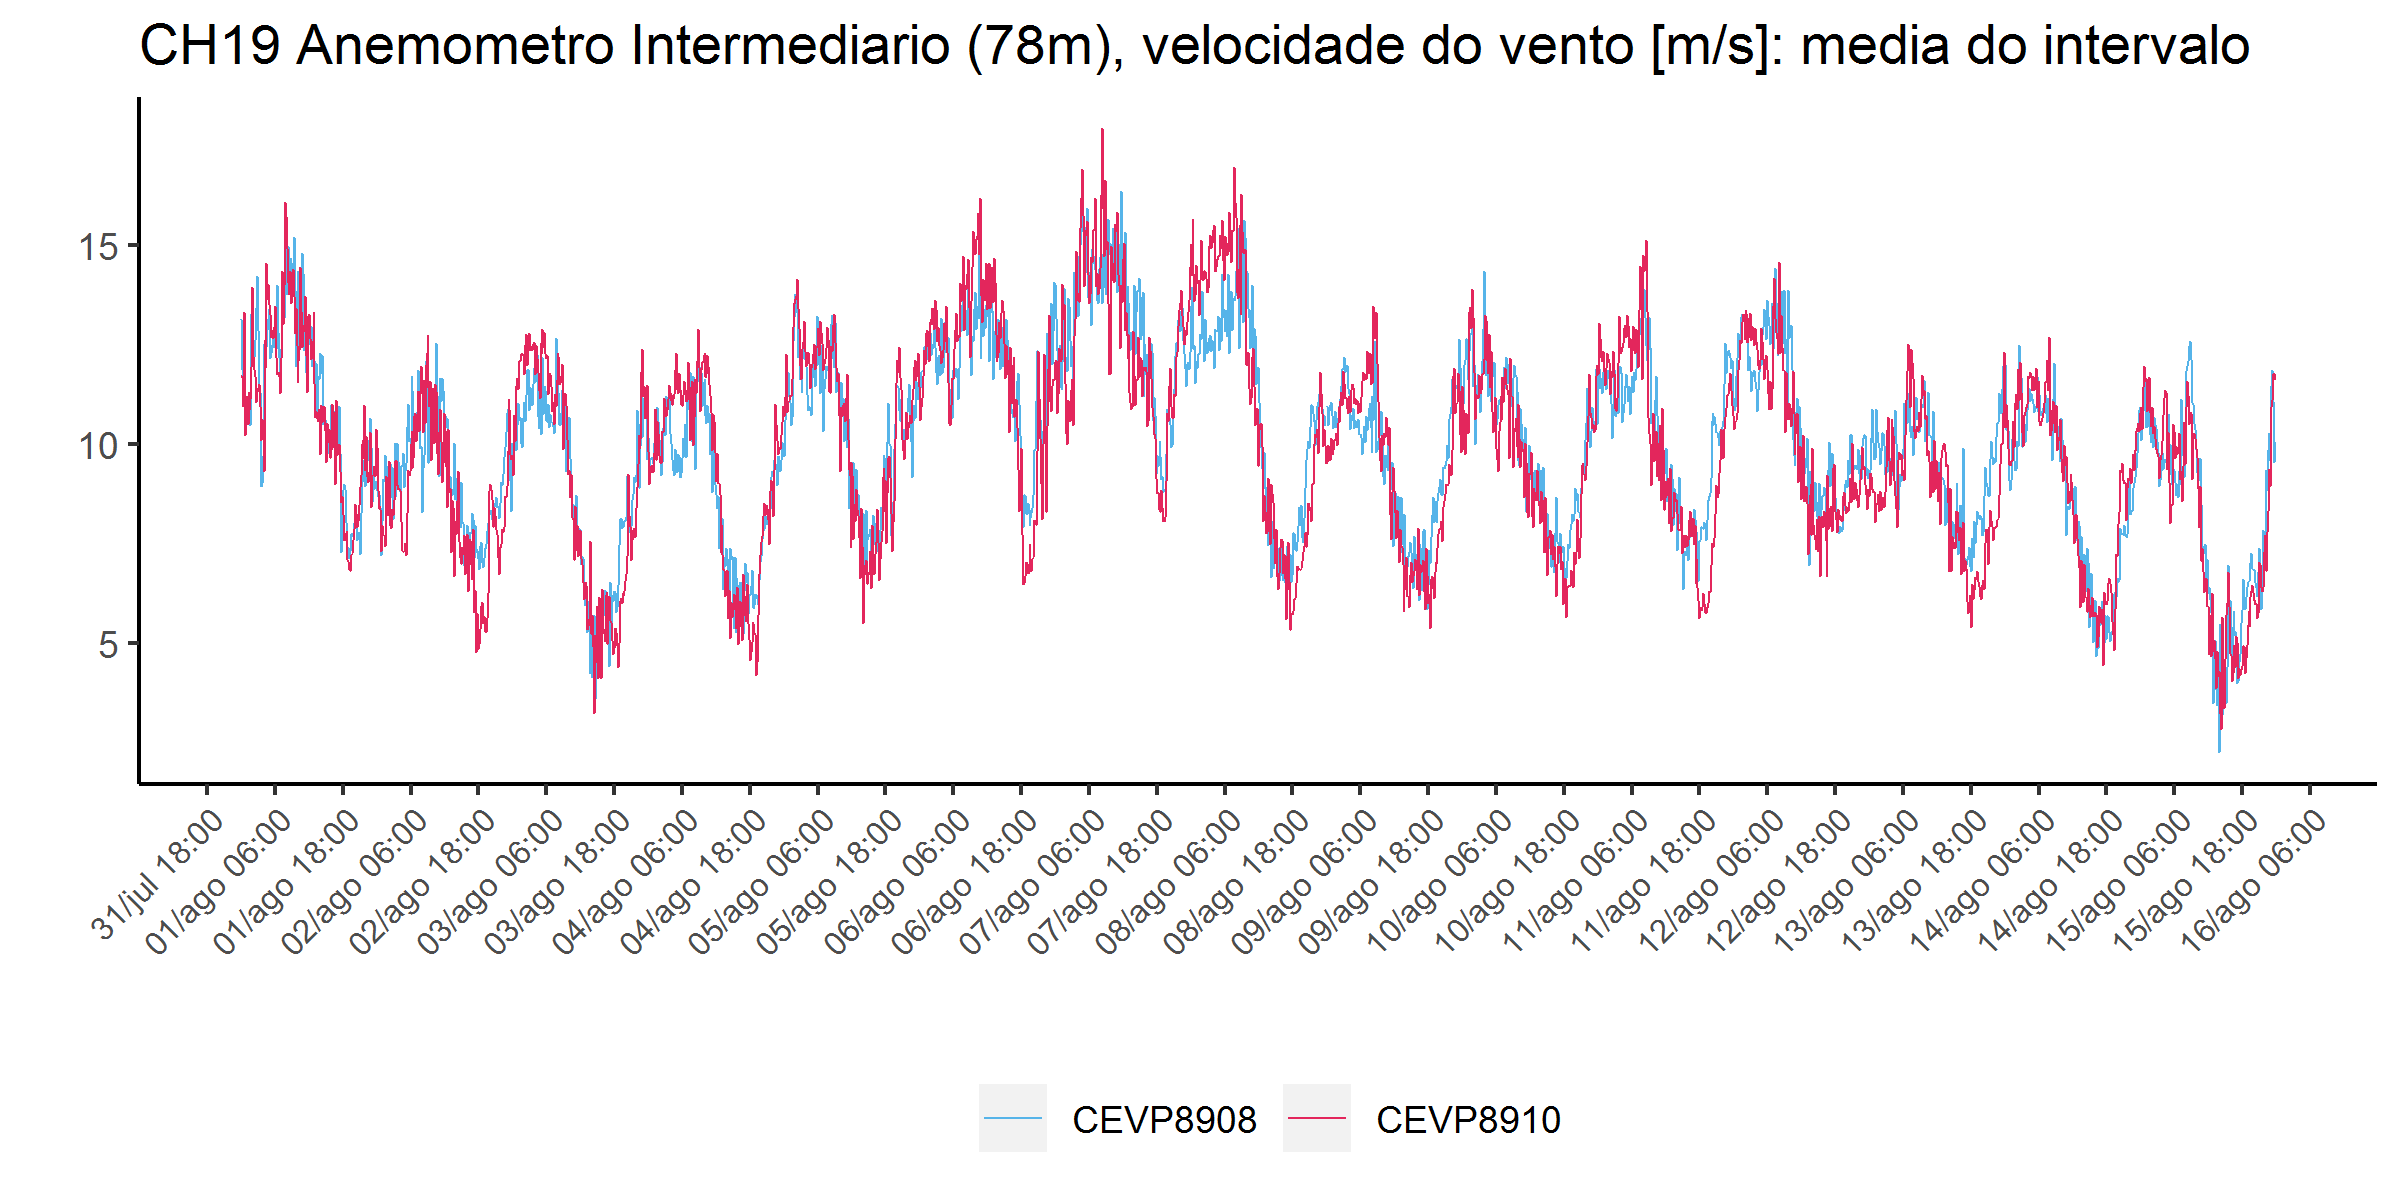 CH19 Anemometro Intermediario (78m), velocidade do vento [m/s]: media do intervalo
15
10
5
31/jul 18:00
01/ago 06:00
01/ago 18:00
02/ago 06:00
02/ago 18:00
03/ago 06:00
03/ago 18:00
04/ago 06:00
04/ago 18:00
05/ago 06:00
05/ago 18:00
06/ago 06:00
06/ago 18:00
07/ago 06:00
07/ago 18:00
08/ago 06:00
08/ago 18:00
09/ago 06:00
09/ago 18:00
10/ago 06:00
10/ago 18:00
11/ago 06:00
11/ago 18:00
12/ago 06:00
12/ago 18:00
13/ago 06:00
13/ago 18:00
14/ago 06:00
14/ago 18:00
15/ago 06:00
15/ago 18:00
16/ago 06:00
CEVP8908 CEVP8910